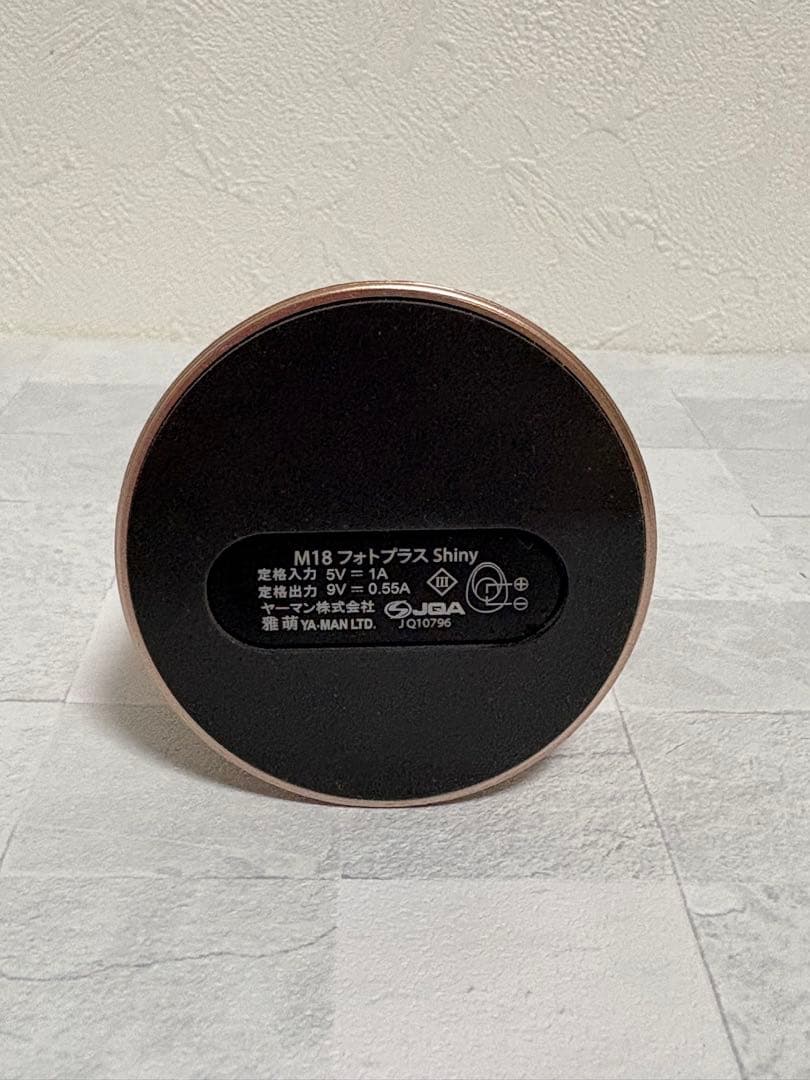 M18 フォトプラス Shiny
定格入力 5V ⎓ 1A
定格出力 9V ⎓ 0.55A
ヤーマン株式会社
雅萌 YA-MAN LTD.
III
JQA
JQ10796
D
⊕
⊖